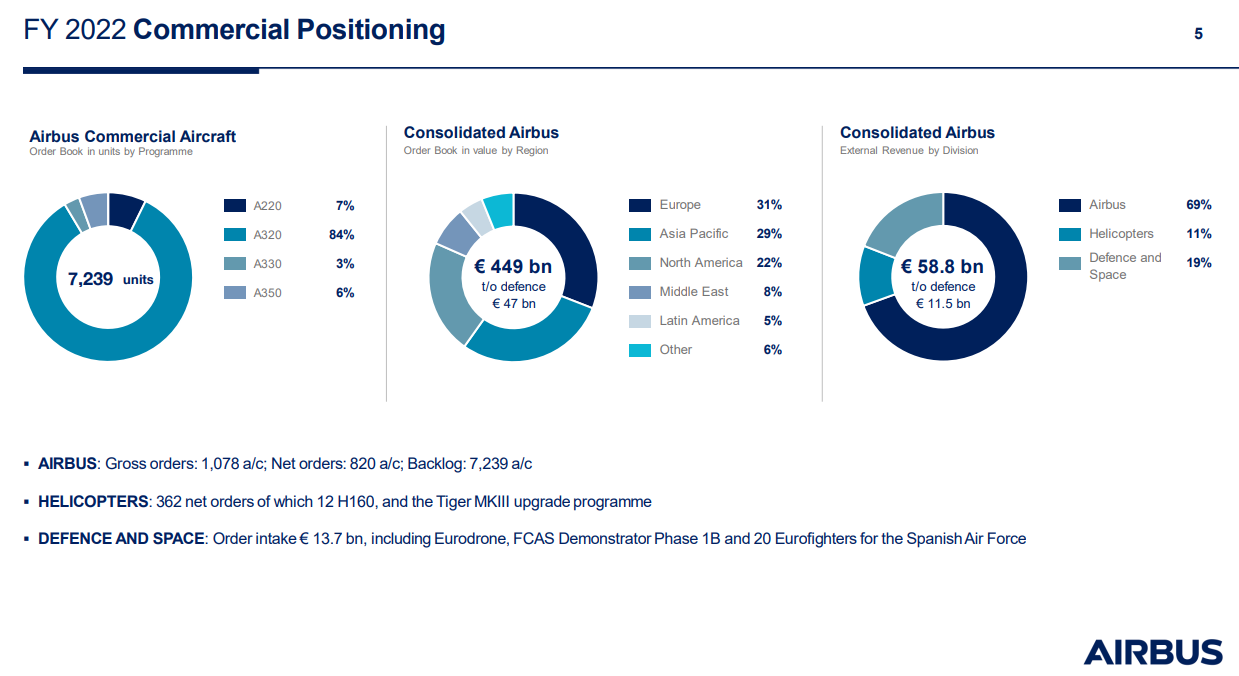 FY 2022 Commercial Positioning
5
Airbus Commercial Aircraft
Order Book in units by Programme
7,239 units
A220 7%
A320 84%
A330 3%
A350 6%
Consolidated Airbus
Order Book in value by Region
€ 449 bn
t/o defence
€ 47 bn
Europe 31%
Asia Pacific 29%
North America 22%
Middle East 8%
Latin America 5%
Other 6%
Consolidated Airbus
External Revenue by Division
€ 58.8 bn
t/o defence
€ 11.5 bn
Airbus 69%
Helicopters 11%
Defence and
Space 19%
▪ AIRBUS: Gross orders: 1,078 a/c; Net orders: 820 a/c; Backlog: 7,239 a/c
▪ HELICOPTERS: 362 net orders of which 12 H160, and the Tiger MKIII upgrade programme
▪ DEFENCE AND SPACE: Order intake € 13.7 bn, including Eurodrone, FCAS Demonstrator Phase 1B and 20 Eurofighters for the Spanish Air Force
AIRBUS